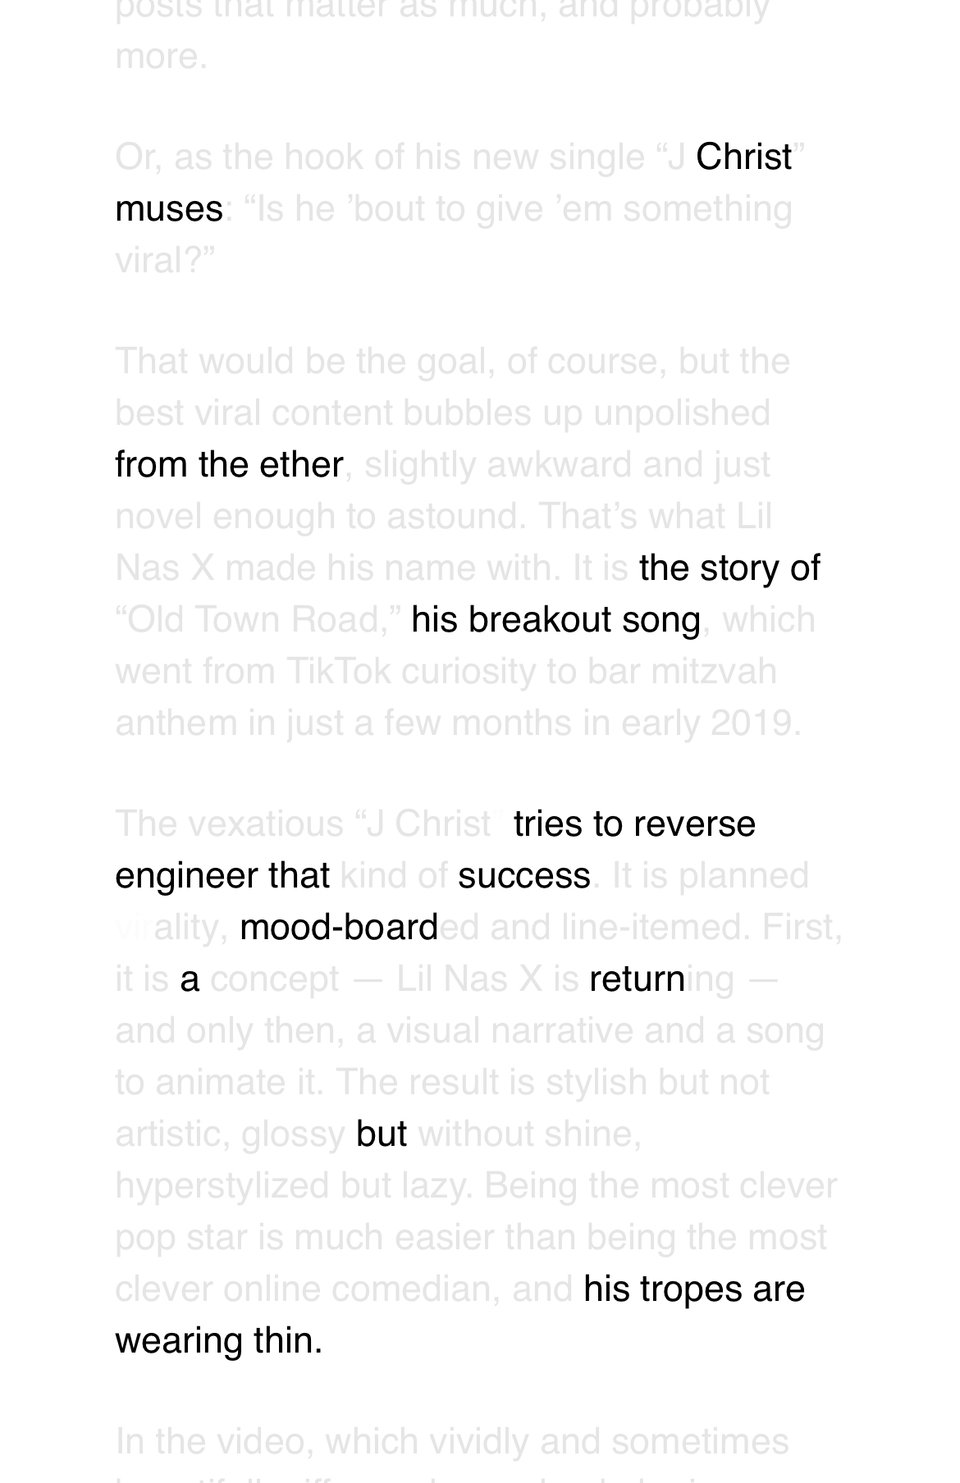 posts that matter as much, and probably
more.
Or, as the hook of his new single “J Christ”
muses: “Is he ’bout to give ’em something
viral?”
That would be the goal, of course, but the
best viral content bubbles up unpolished
from the ether, slightly awkward and just
novel enough to astound. That’s what Lil
Nas X made his name with. It is the story of
“Old Town Road,” his breakout song, which
went from TikTok curiosity to bar mitzvah
anthem in just a few months in early 2019.
The vexatious “J Christ” tries to reverse
engineer that kind of success. It is planned
virality, mood-boarded and line-itemed. First,
it is a concept — Lil Nas X is returning —
and only then, a visual narrative and a song
to animate it. The result is stylish but not
artistic, glossy but without shine,
hyperstylized but lazy. Being the most clever
pop star is much easier than being the most
clever online comedian, and his tropes are
wearing thin.
In the video, which vividly and sometimes